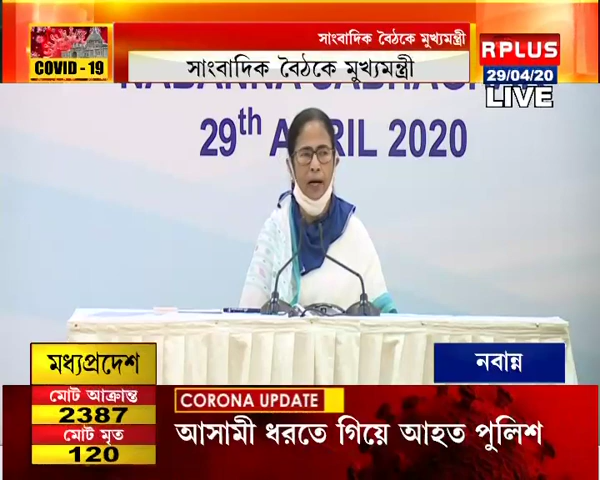 সাংবাদিক বৈঠকে মুখ্যমন্ত্রী
RPLUS
COVID - 19
সাংবাদিক বৈঠকে মুখ্যমন্ত্রী
29/04/20
LIVE
NABANNA
29th APRIL 2020
মধ্যপ্রদেশ
নবান্ন
মোট আক্রান্ত
2387
মোট মৃত
120
CORONA UPDATE
আসামী ধরতে গিয়ে আহত পুলিশ